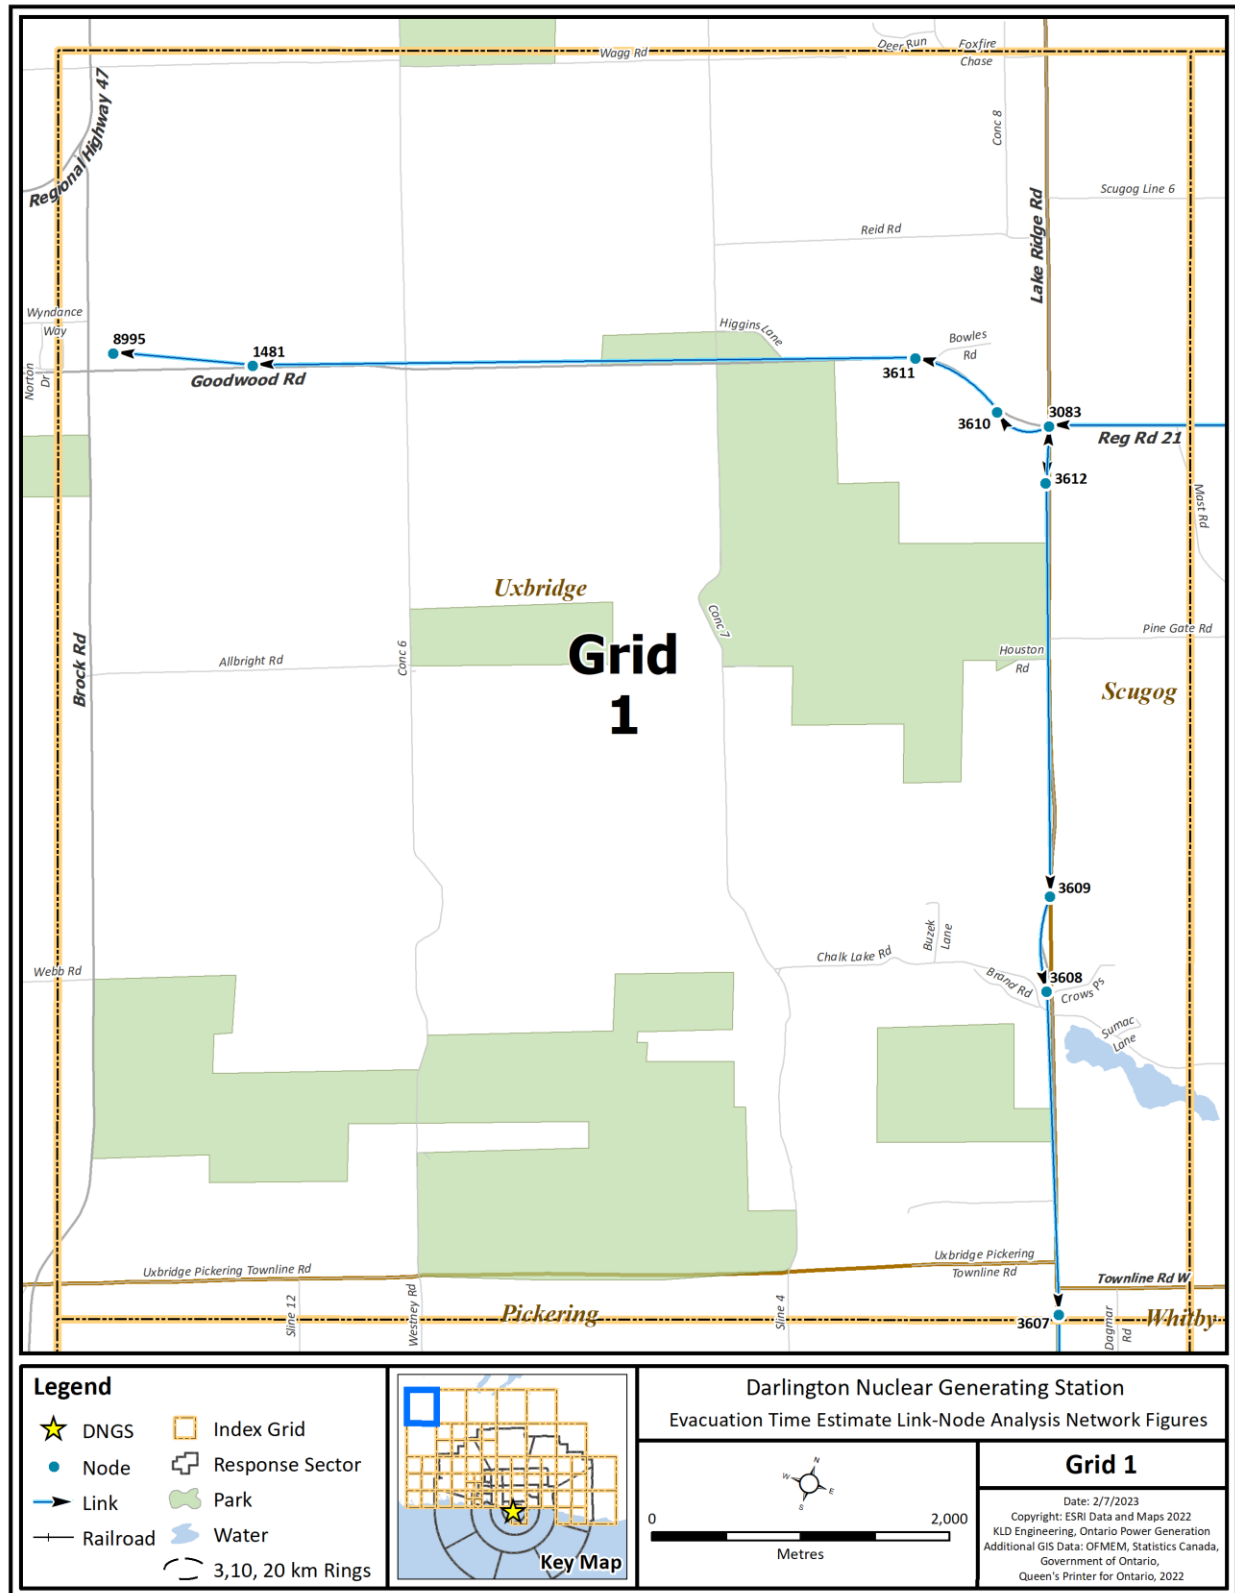 Deer Run
Foxfire
Chase
Wagg Rd
Regional Highway 47
Conc 8
Scugog Line 6
Lake Ridge Rd
Reid Rd
Wyndance
Way
Norton
Dr
8995
1481
Goodwood Rd
Higgins Lane
Bowles
Rd
3611
3610
3083
Reg Rd 21
3612
Mast Rd
Uxbridge
Conc 7
Pine Gate Rd
Houston
Rd
Grid
1
Allbright Rd
Conc 6
Brock Rd
Scugog
3609
Buzek
Lane
Chalk Lake Rd
Webb Rd
Brand Rd
3608
Crows Ps
Sumac
Lane
Uxbridge Pickering Townline Rd
Uxbridge Pickering
Townline Rd
Townline Rd W
Sline 12
Westney Rd
Pickering
Sline 4
3607
Dagmar
Rd
Whitby
Legend
DNGS
Node
Link
Railroad
Index Grid
Response Sector
Park
Water
3,10, 20 km Rings
Key Map
Darlington Nuclear Generating Station
Evacuation Time Estimate Link-Node Analysis Network Figures
N
W
E
S
0
2,000
Metres
Grid 1
Date: 2/7/2023
Copyright: ESRI Data and Maps 2022
KLD Engineering, Ontario Power Generation
Additional GIS Data: OFMEM, Statistics Canada,
Government of Ontario,
Queen's Printer for Ontario, 2022